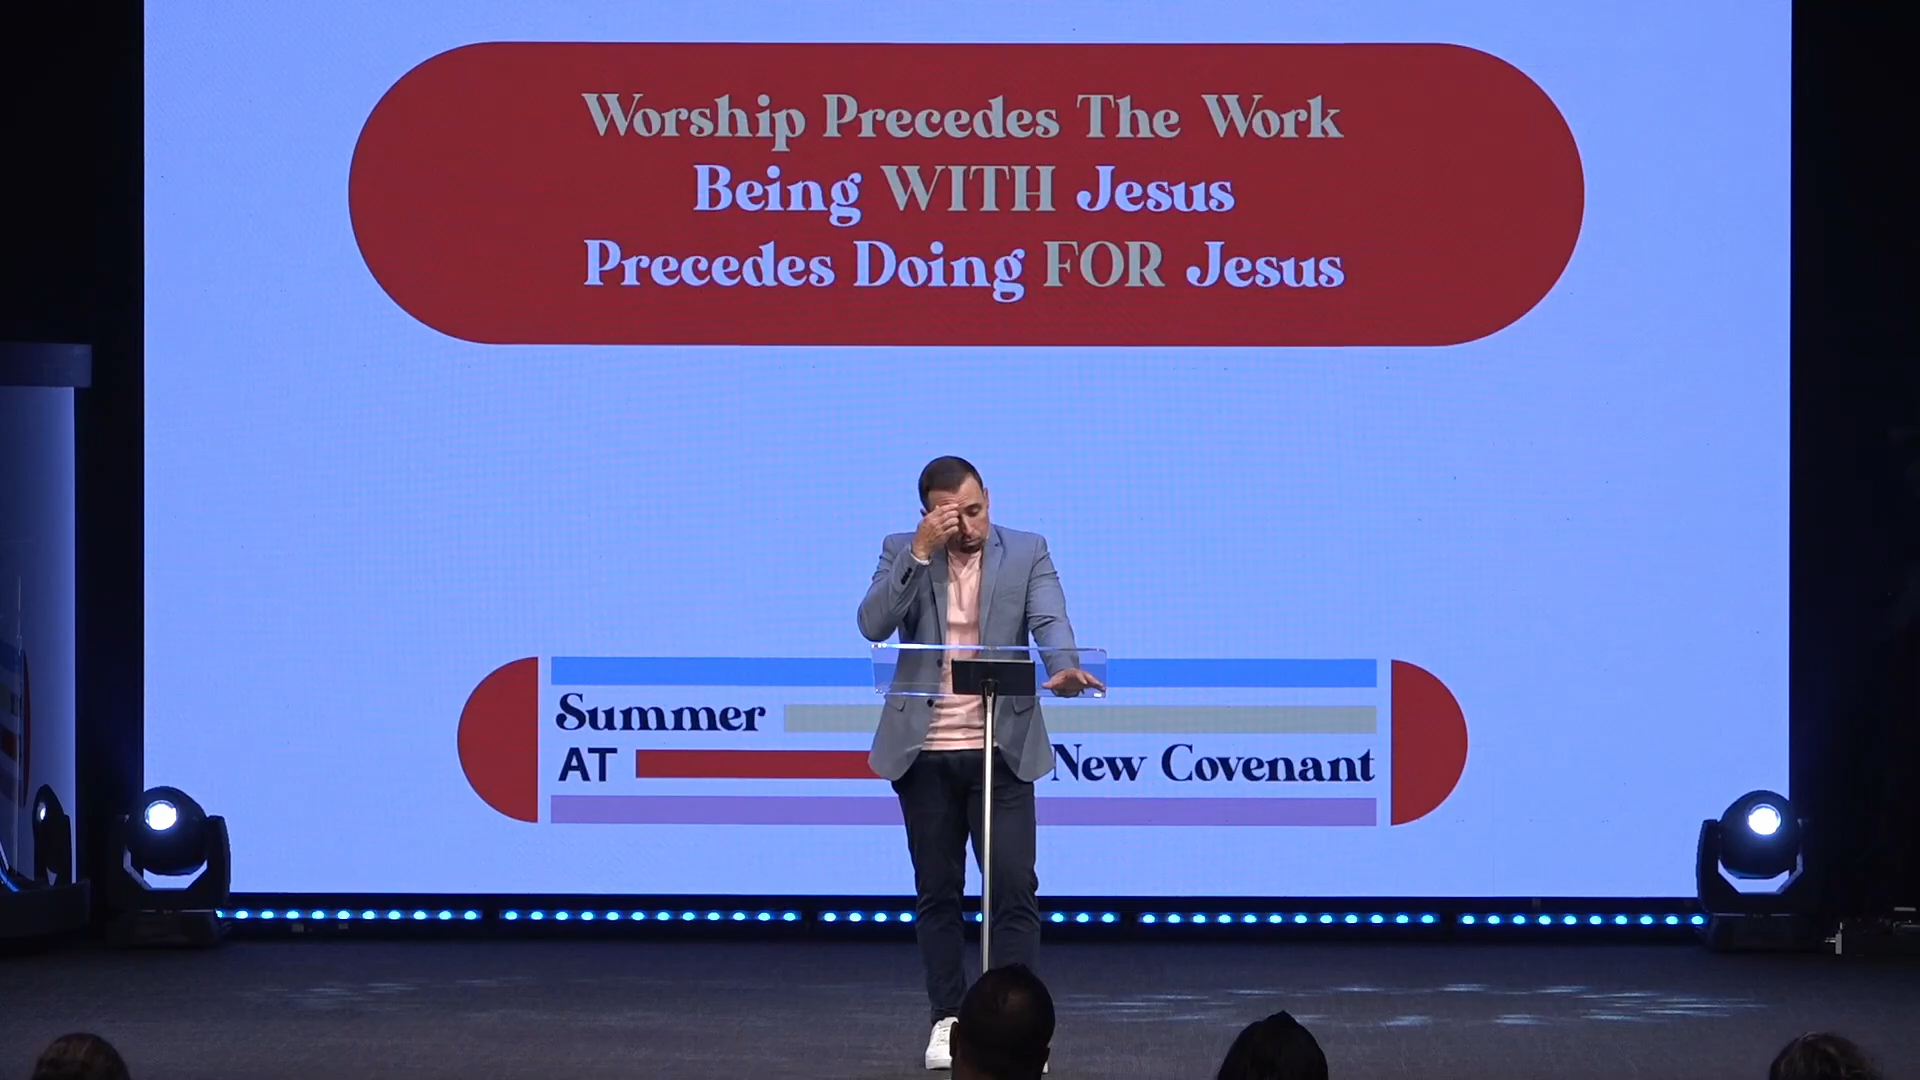 Worship Precedes The Work
Being WITH Jesus
Precedes Doing FOR Jesus
Summer
AT New Covenant